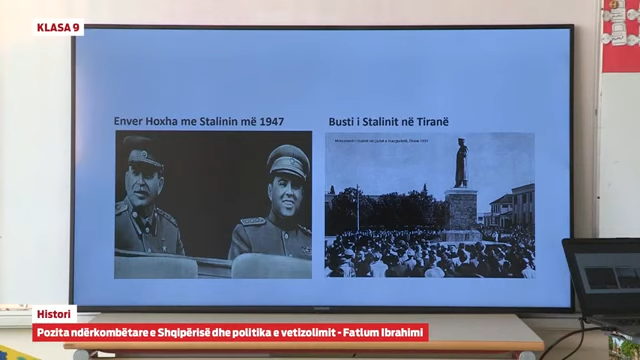 KLASA 9
Enver Hoxha me Stalinin më 1947
Busti i Stalinit në Tiranë
Histori
Pozita ndërkombëtare e Shqipërisë dhe politika e vetizolimit - Fatlum Ibrahimi